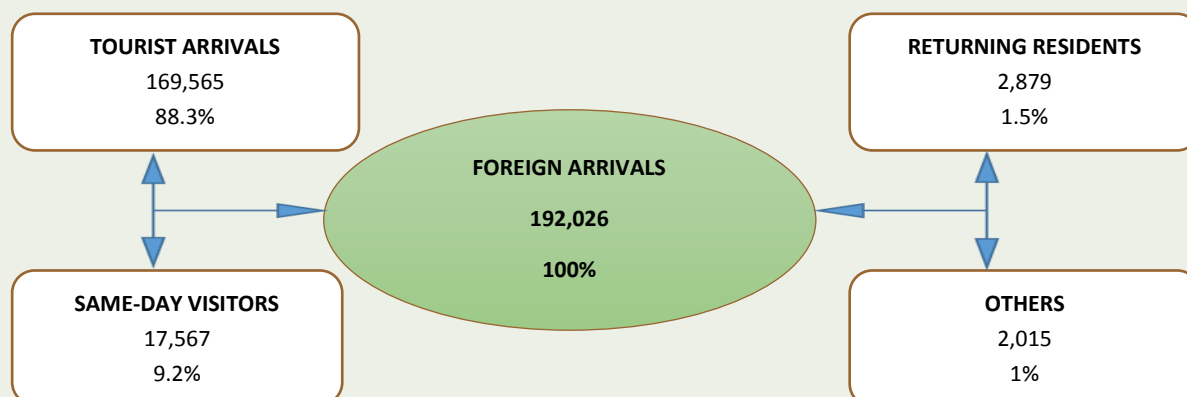 TOURIST ARRIVALS
169,565
88.3%
RETURNING RESIDENTS
2,879
1.5%
FOREIGN ARRIVALS
192,026
100%
SAME-DAY VISITORS
17,567
9.2%
OTHERS
2,015
1%